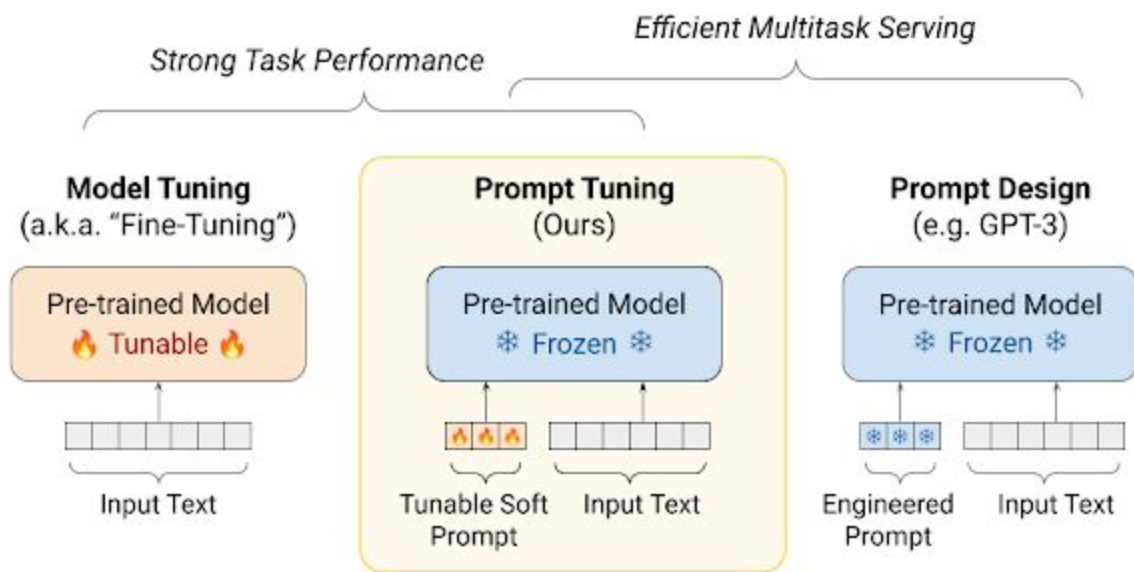 Efficient Multitask Serving
Strong Task Performance
Model Tuning
(a.k.a. “Fine-Tuning”)
Pre-trained Model
🔥 Tunable 🔥
Input Text
Prompt Tuning
(Ours)
Pre-trained Model
❄ Frozen ❄
Tunable Soft
Prompt
Input Text
Prompt Design
(e.g. GPT-3)
Pre-trained Model
❄ Frozen ❄
Engineered
Prompt
Input Text